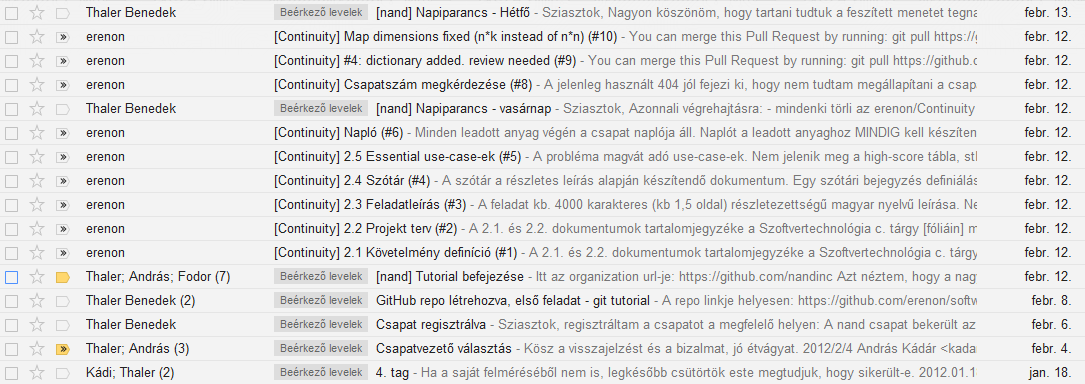 Thaler Benedek Beérkező levelek [nand] Napiparancs - Hétfő - Sziasztok, Nagyon köszönöm, hogy tartani tudtuk a feszített menetet tegna febr. 13.
erenon [Continuity] Map dimensions fixed (n*k instead of n*n) (#10) - You can merge this Pull Request by running: git pull https://g febr. 12.
erenon [Continuity] #4: dictionary added. review needed (#9) - You can merge this Pull Request by running: git pull https://github.c febr. 12.
erenon [Continuity] Csapatszám megkérdezése (#8) - A jelenleg használt 404 jól fejezi ki, hogy nem tudtam megállapítani a csap febr. 12.
Thaler Benedek Beérkező levelek [nand] Napiparancs - vasárnap - Sziasztok, Azonnali végrehajtásra: - mindenki törli az erenon/Continuity febr. 12.
erenon [Continuity] Napló (#6) - Minden leadott anyag végén a csapat naplója áll. Naplót a leadott anyaghoz MINDIG kell készíten febr. 12.
erenon [Continuity] 2.5 Essential use-case-ek (#5) - A probléma magvát adó use-case-ek. Nem jelenik meg a high-score tábla, stb febr. 12.
erenon [Continuity] 2.4 Szótár (#4) - A szótár a részletes leírás alapján készítendő dokumentum. Egy szótári bejegyzés definiálás febr. 12.
erenon [Continuity] 2.3 Feladatleírás (#3) - A feladat kb. 4000 karakteres (kb 1,5 oldal) részletezettségű magyar nyelvű leírása. Ne febr. 12.
erenon [Continuity] 2.2 Projekt terv (#2) - A 2.1. és 2.2. dokumentumok tartalomjegyzéke a Szoftvertechnológia c. tárgy [fóliáin] m febr. 12.
erenon [Continuity] 2.1 Követelmény definíció (#1) - A 2.1. és 2.2. dokumentumok tartalomjegyzéke a Szoftvertechnológia c. tárgy febr. 12.
Thaler; András; Fodor (7) Beérkező levelek [nand] Tutorial befejezése - Itt az organization url-je: https://github.com/nandinc Azt néztem, hogy a nag febr. 12.
Thaler Benedek (2) Beérkező levelek GitHub repo létrehozva, első feladat - git tutorial - A repo linkje helyesen: https://github.com/erenon/softw febr. 8.
Thaler Benedek Beérkező levelek Csapat regisztrálva - Sziasztok, regisztráltam a csapatot a megfelelő helyen: A nand csapat bekerült az febr. 6.
Thaler; András (3) Beérkező levelek Csapatvezető választás - Kösz a visszajelzést és a bizalmat, jó étvágyat. 2012/2/4 András Kádár <kadar febr. 4.
Kádi; Thaler (2) Beérkező levelek 4. tag - Ha a saját felméréséből nem is, legkésőbb csütörtök este megtudjuk, hogy sikerült-e. 2012.01.16 jan. 18.